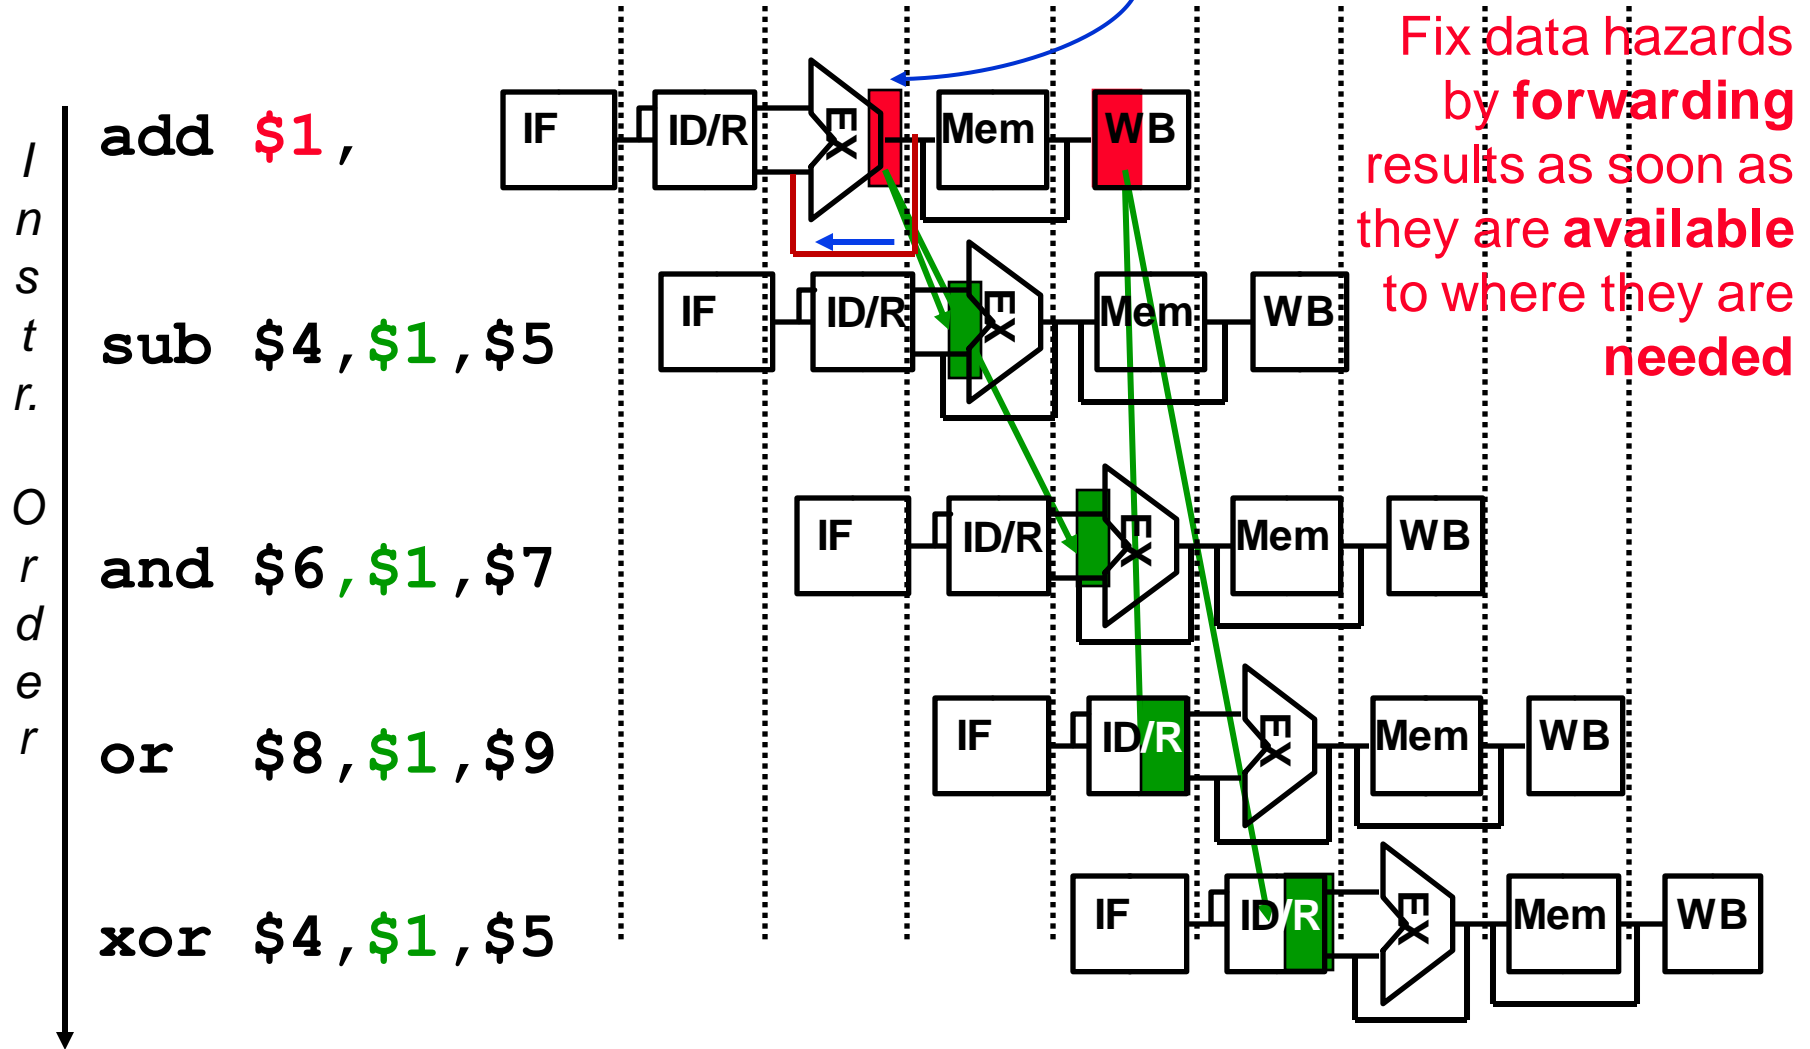 Fix data hazards
by forwarding
results as soon as
they are available
to where they are
needed
Instr. Order
add $1,
IF ID/R EX Mem WB
sub $4,$1,$5
IF ID/R EX Mem WB
and $6,$1,$7
IF ID/R EX Mem WB
or $8,$1,$9
IF ID/R EX Mem WB
xor $4,$1,$5
IF ID/R EX Mem WB